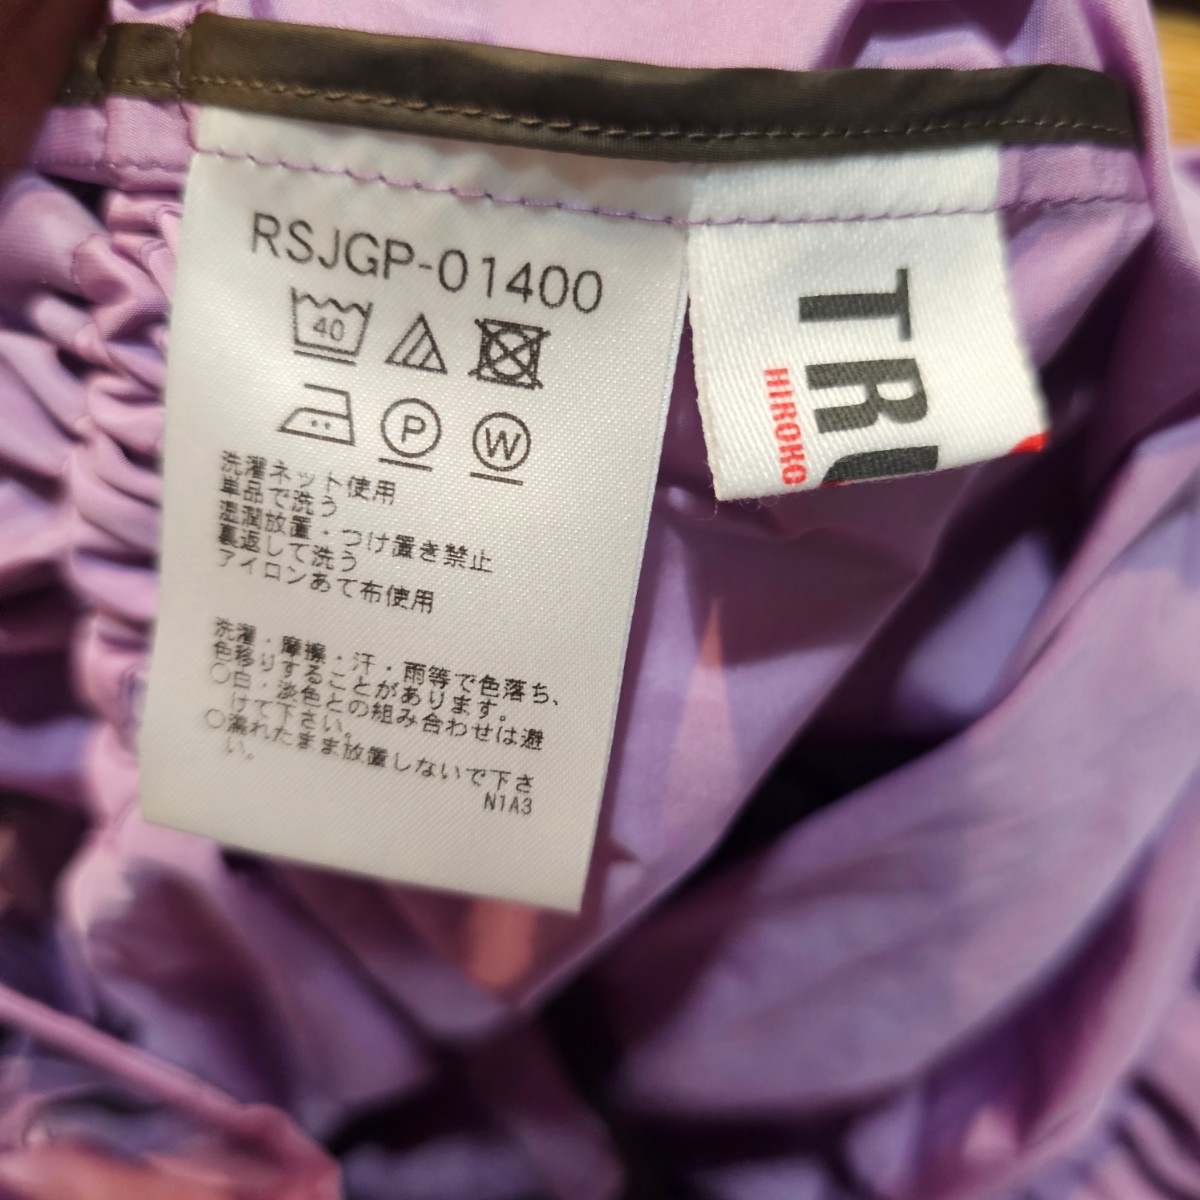 RSJGP-01400
40
P W
洗濯ネット使用
単品で洗う
湿潤放置・つけ置き禁止
裏返して洗う
アイロンあて布使用
洗濯・摩擦・汗・雨等で色落ち、
色移りすることがあります。
○白・淡色との組み合わせは避
けて下さい。
○濡れたまま放置しないで下さ
い。
N1A3
TRU
HIROKO